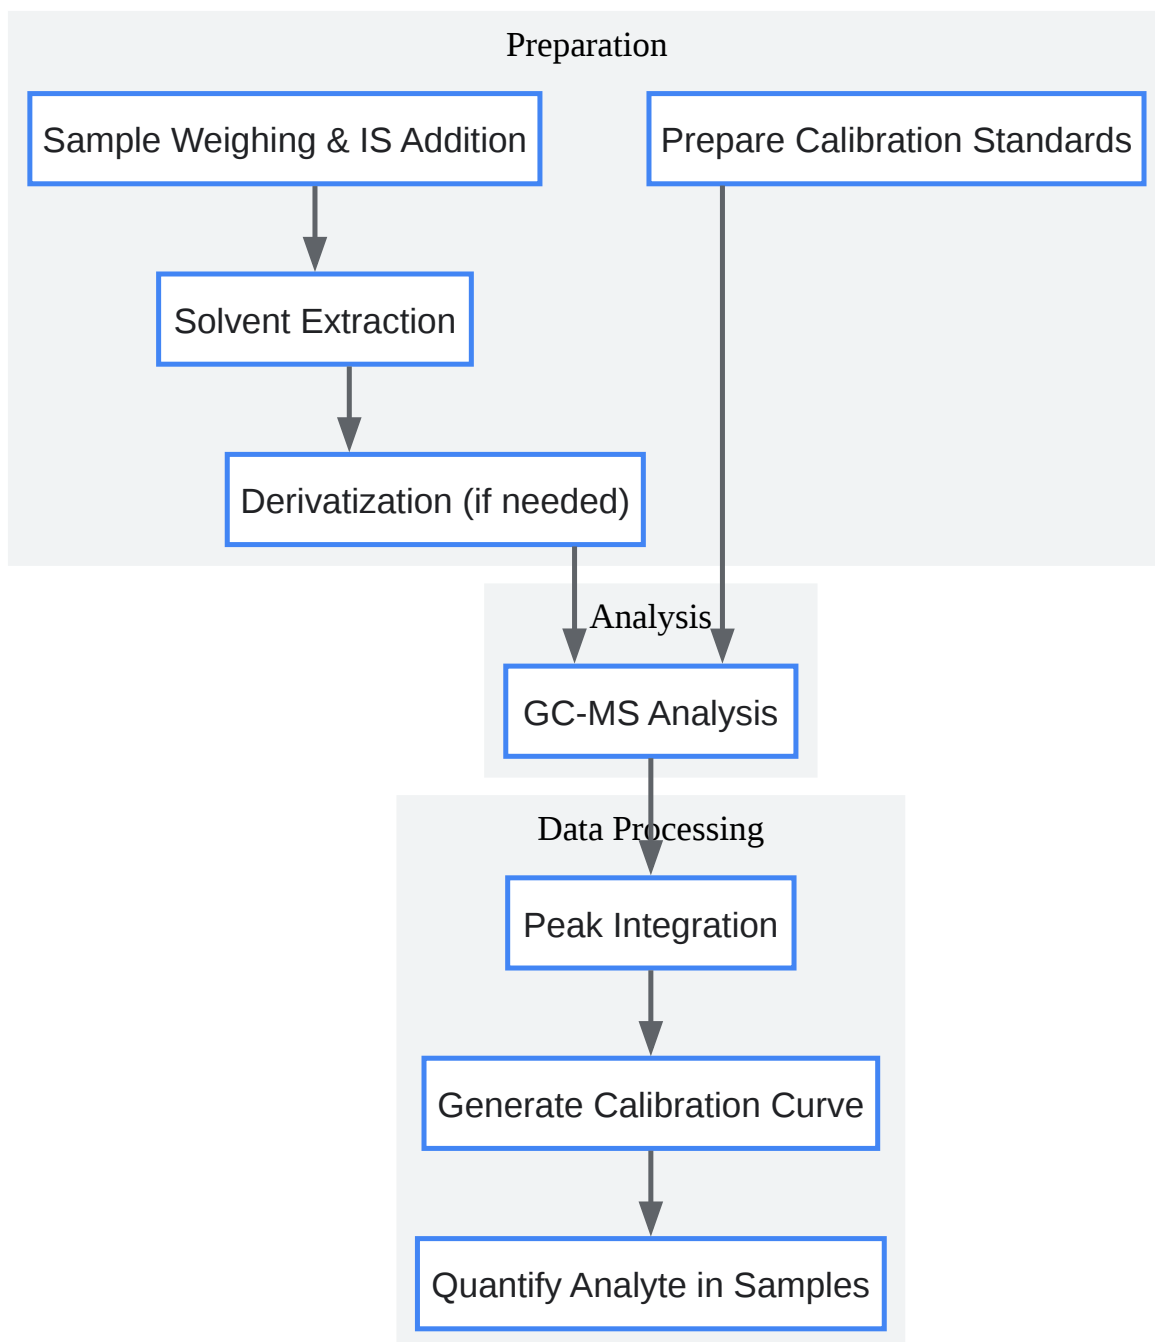 Preparation
Sample Weighing & IS Addition
Prepare Calibration Standards
Solvent Extraction
Derivatization (if needed)
Analysis
GC-MS Analysis
Data Processing
Peak Integration
Generate Calibration Curve
Quantify Analyte in Samples